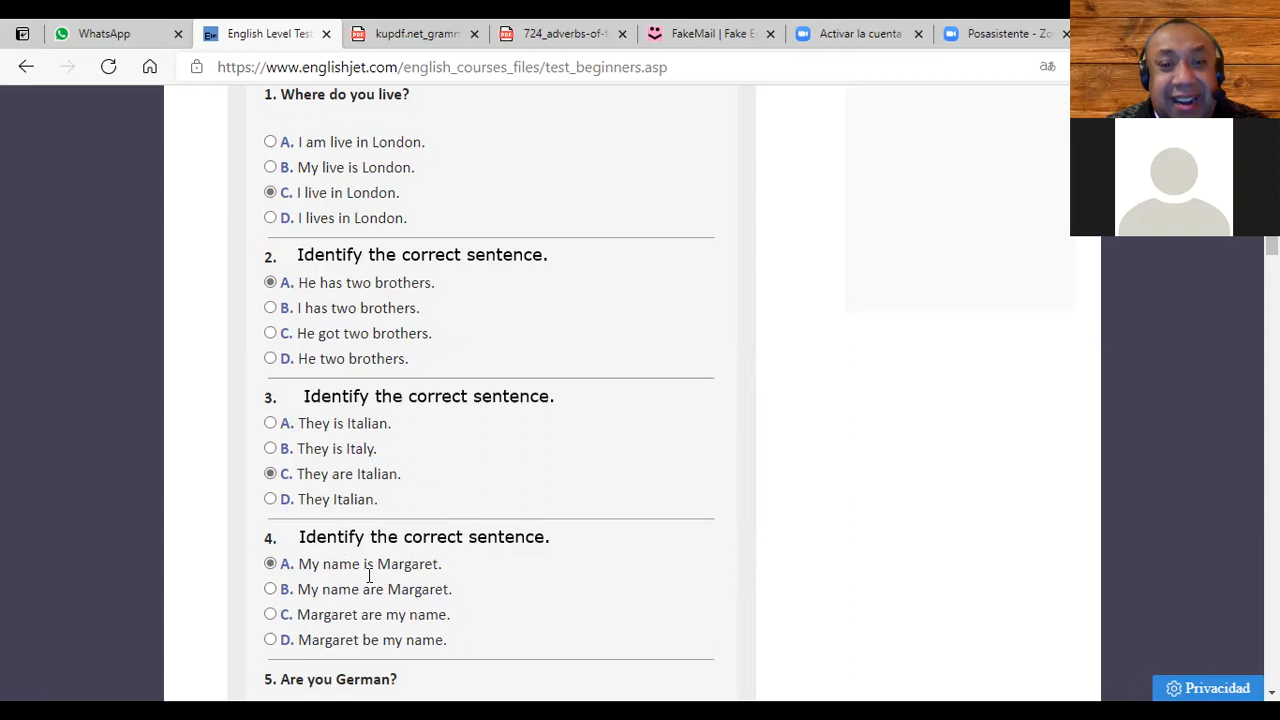 WhatsApp
English Level Test
kupdf.net_gramm
724_adverbs-of-f
FakeMail | Fake E
Activar la cuenta
Posasistente - Zo
https://www.englishjet.com/english_courses_files/test_beginners.asp
1. Where do you live?
A. I am live in London.
B. My live is London.
C. I live in London.
D. I lives in London.
2. Identify the correct sentence.
A. He has two brothers.
B. I has two brothers.
C. He got two brothers.
D. He two brothers.
3. Identify the correct sentence.
A. They is Italian.
B. They is Italy.
C. They are Italian.
D. They Italian.
4. Identify the correct sentence.
A. My name is Margaret.
B. My name are Margaret.
C. Margaret are my name.
D. Margaret be my name.
5. Are you German?
Privacidad